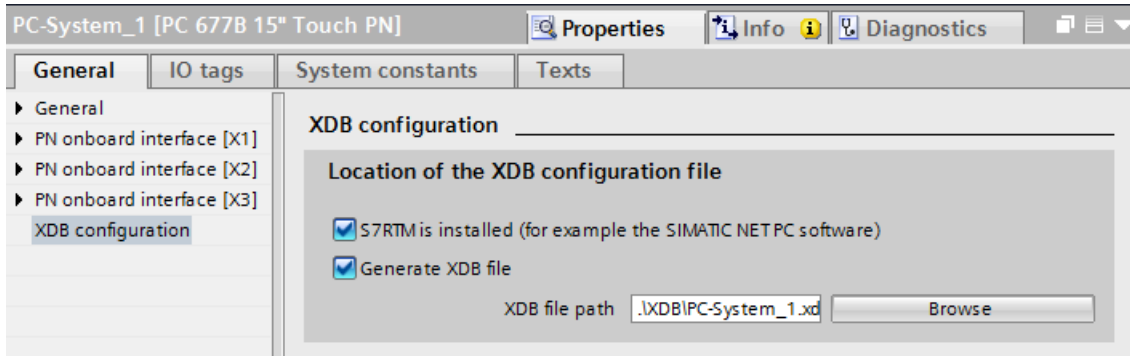 PC-System_1 [PC 677B 15" Touch PN]
Properties
Info
Diagnostics
General
IO tags
System constants
Texts
General
PN onboard interface [X1]
PN onboard interface [X2]
PN onboard interface [X3]
XDB configuration
XDB configuration
Location of the XDB configuration file
S7RTM is installed (for example the SIMATIC NET PC software)
Generate XDB file
XDB file path .\XDB\PC-System_1.xd Browse